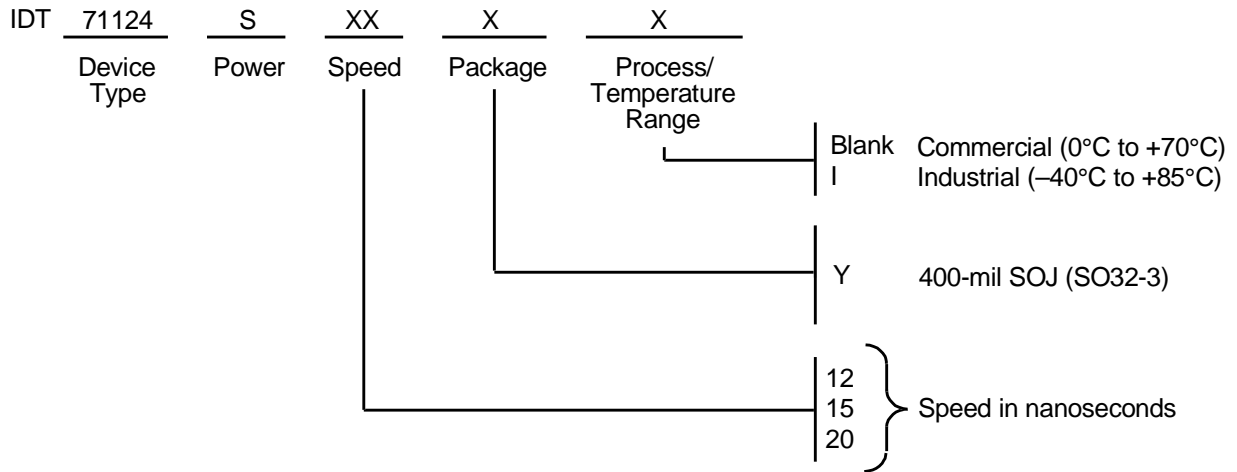 IDT 71124 S XX X X
Device Type Power Speed Package Process/ Temperature Range
Blank Commercial (0°C to +70°C)
I Industrial (–40°C to +85°C)
Y 400-mil SOJ (SO32-3)
12
15 Speed in nanoseconds
20